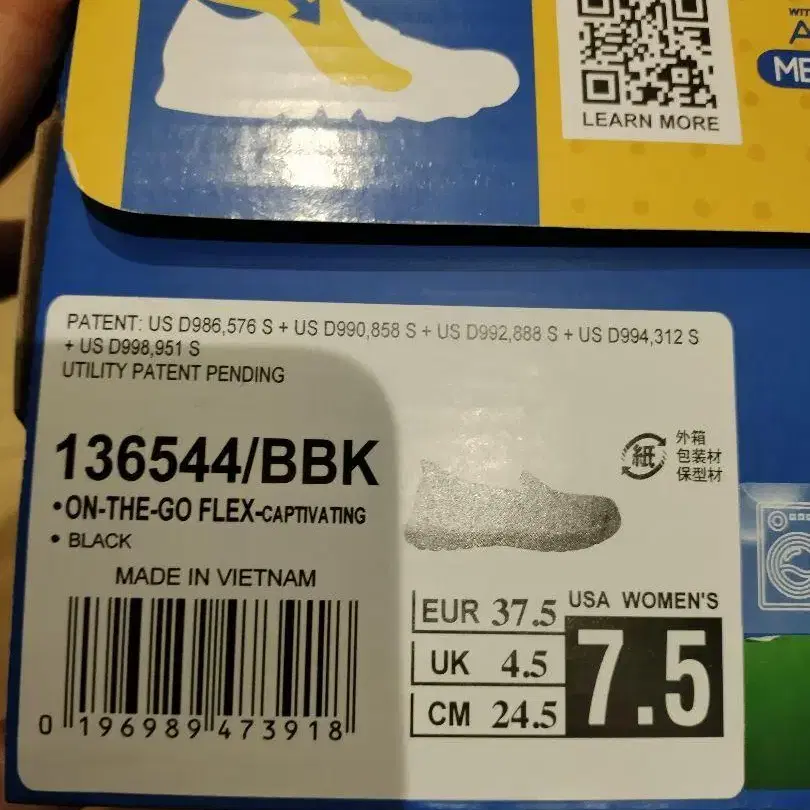 LEARN MORE
PATENT: US D986,576 S + US D990,858 S + US D992,888 S + US D994,312 S
+ US D998,951 S
UTILITY PATENT PENDING
136544/BBK
•ON-THE-GO FLEX-CAPTIVATING
• BLACK
MADE IN VIETNAM
0 196989 473918
紙
外箱
包装材
保型材
EUR 37.5
UK 4.5
CM 24.5
USA WOMEN'S
7.5